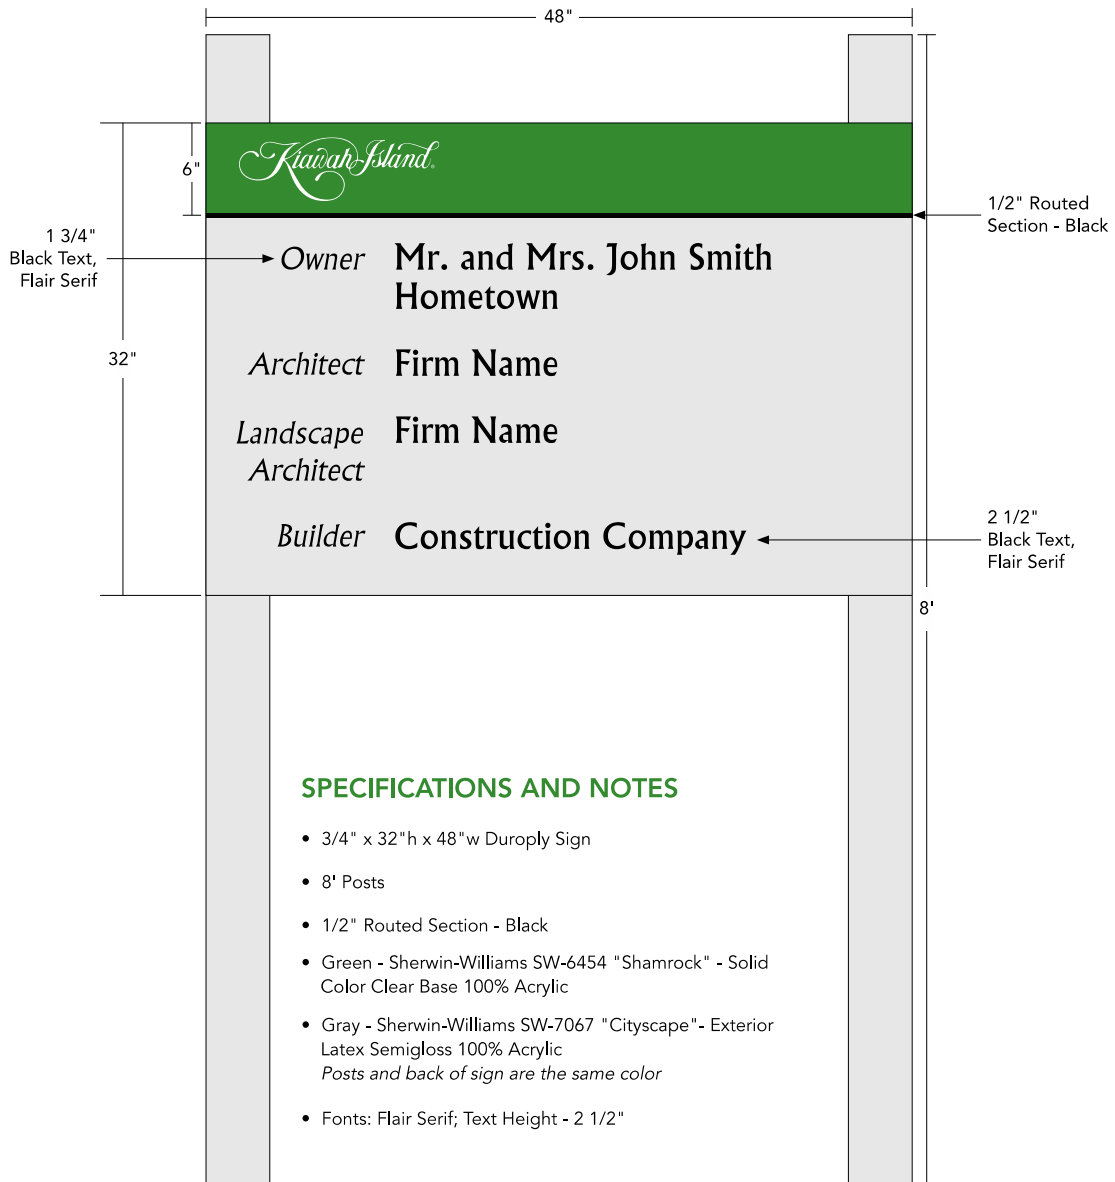 48"
Kiawah Island®
6"
1/2" Routed
Section - Black
1 3/4"
Black Text,
Flair Serif
Owner Mr. and Mrs. John Smith
Hometown
32"
Architect Firm Name
Landscape Firm Name
Architect
Builder Construction Company
2 1/2"
Black Text,
Flair Serif
8'
SPECIFICATIONS AND NOTES
• 3/4" x 32"h x 48"w Duroply Sign
• 8' Posts
• 1/2" Routed Section - Black
• Green - Sherwin-Williams SW-6454 "Shamrock" - Solid
Color Clear Base 100% Acrylic
• Gray - Sherwin-Williams SW-7067 "Cityscape"- Exterior
Latex Semigloss 100% Acrylic
Posts and back of sign are the same color
• Fonts: Flair Serif; Text Height - 2 1/2"